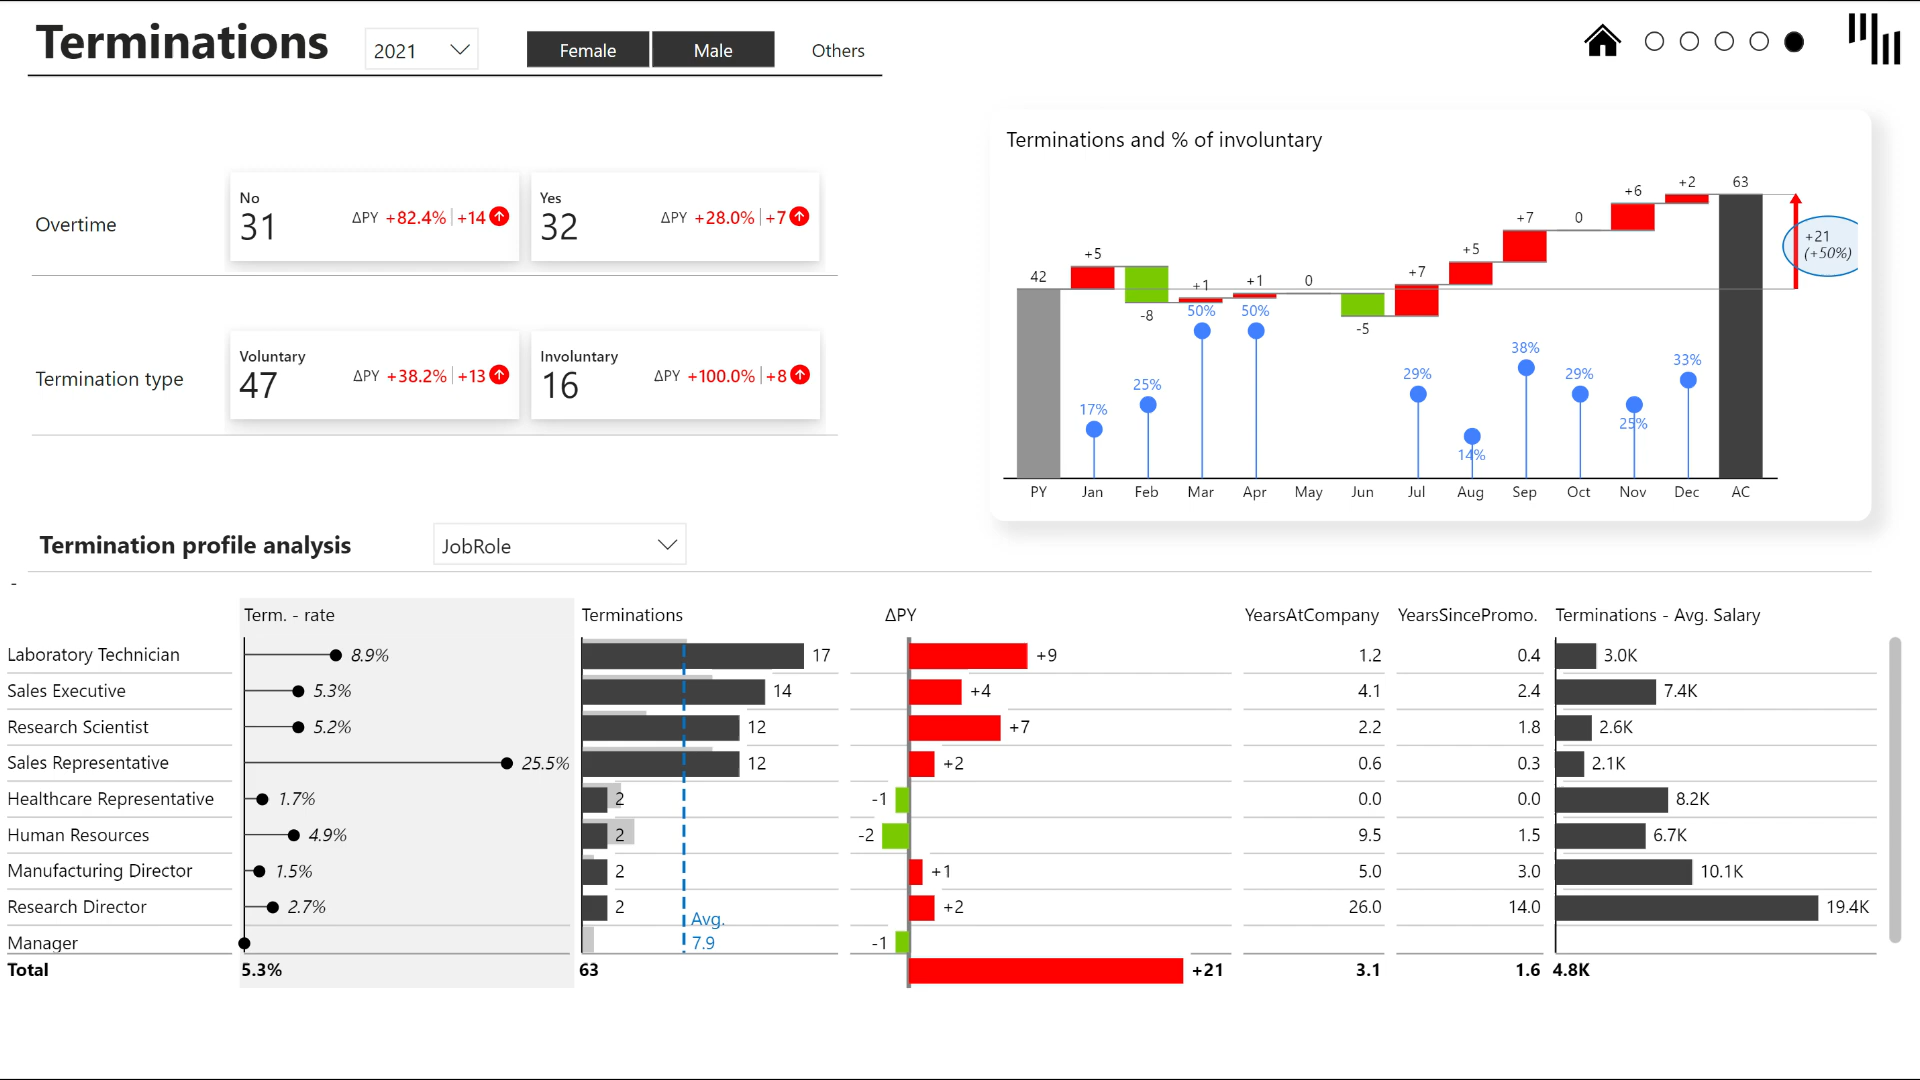 Terminations
2021
Female
Male
Others
Overtime
No
31
ΔPY +82.4% +14
Yes
32
ΔPY +28.0% +7
Termination type
Voluntary
47
ΔPY +38.2% +13
Involuntary
16
ΔPY +100.0% +8
Terminations and % of involuntary
42 +5 -8 +1 +1 0 -5 +7 +5 +7 0 +6 +2 63
+21
(+50%)
17% 25% 50% 50% 29% 14% 38% 29% 25% 33%
PY Jan Feb Mar Apr May Jun Jul Aug Sep Oct Nov Dec AC
Termination profile analysis
JobRole
-
Term. - rate Terminations ΔPY YearsAtCompany YearsSincePromo. Terminations - Avg. Salary
Laboratory Technician 8.9% 17 +9 1.2 0.4 3.0K
Sales Executive 5.3% 14 +4 4.1 2.4 7.4K
Research Scientist 5.2% 12 +7 2.2 1.8 2.6K
Sales Representative 25.5% 12 +2 0.6 0.3 2.1K
Healthcare Representative 1.7% 2 -1 0.0 0.0 8.2K
Human Resources 4.9% 2 -2 9.5 1.5 6.7K
Manufacturing Director 1.5% 2 +1 5.0 3.0 10.1K
Research Director 2.7% 2 +2 26.0 14.0 19.4K
Avg.
7.9
Manager -1
Total 5.3% 63 +21 3.1 1.6 4.8K